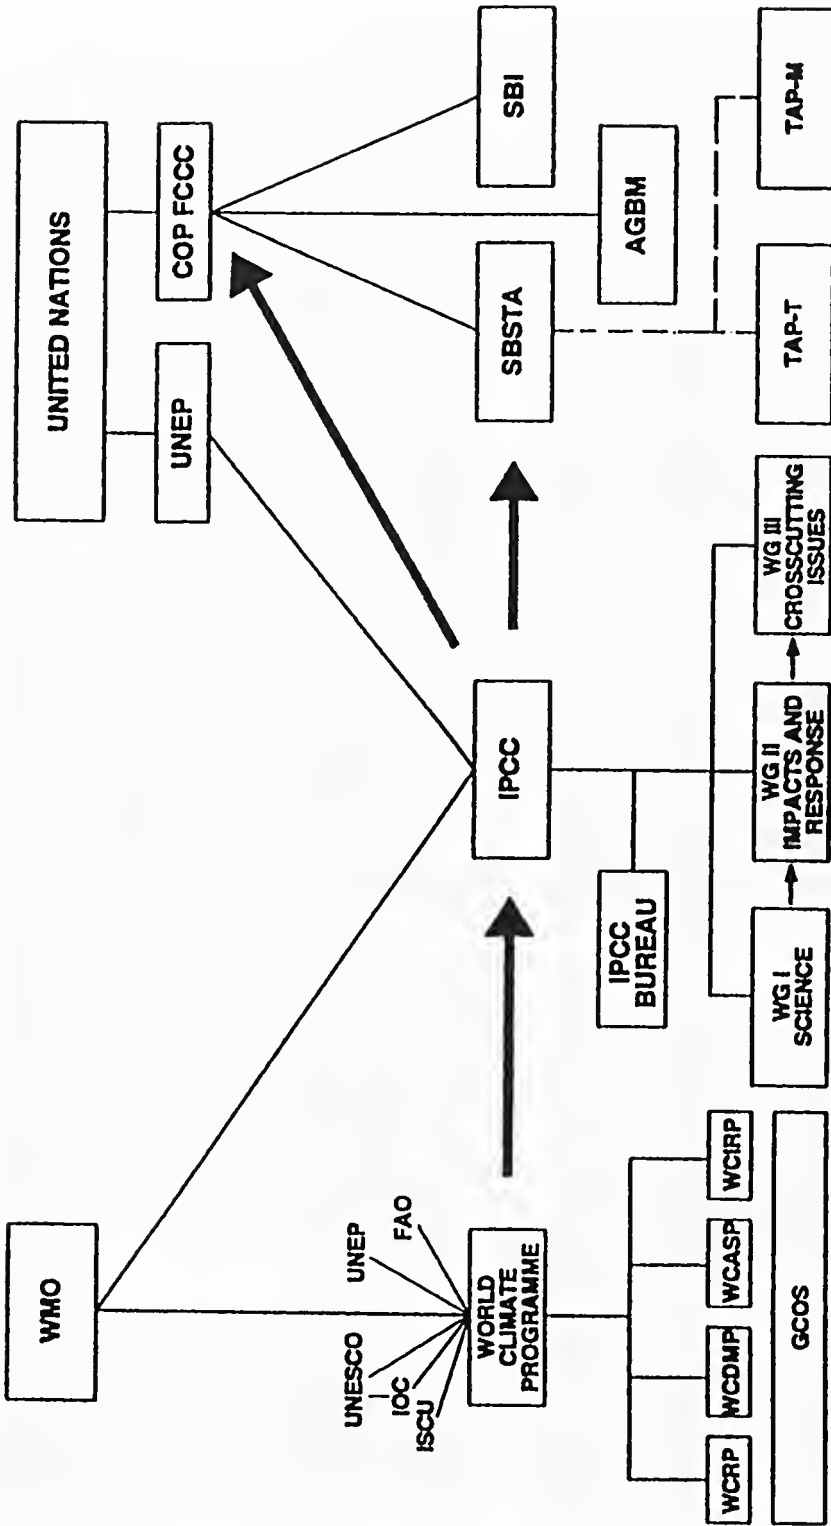 WMO
UNITED NATIONS
UNEP
COP FCCC
UNESCO
IOC
ISCU
UNEP
FAO
WORLD
CLIMATE
PROGRAMME
IPCC
SBSTA
SBI
IPCC
BUREAU
AGBM
WCRP
WCDMP
WCASP
WCIRP
GCOS
WG I
SCIENCE
WG II
IMPACTS AND
RESPONSE
WG III
CROSSCUTTING
ISSUES
TAP-T
TAP-M